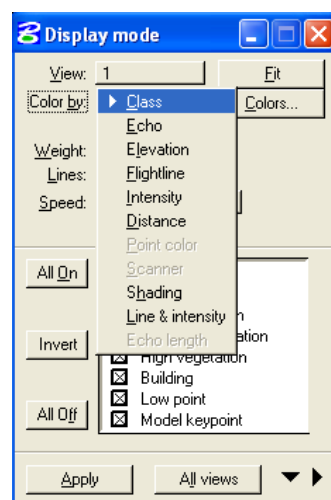 Display mode
View: 1 Fit
Color by: Class Colors...
Echo
Elevation
Weight: Flightline
Lines: Intensity
Speed: Distance
Point color
All On Scanner
Shading
Line & intensity
Invert Echo length
High vegetation
Building
Low point
All Off Model keypoint
Apply All views